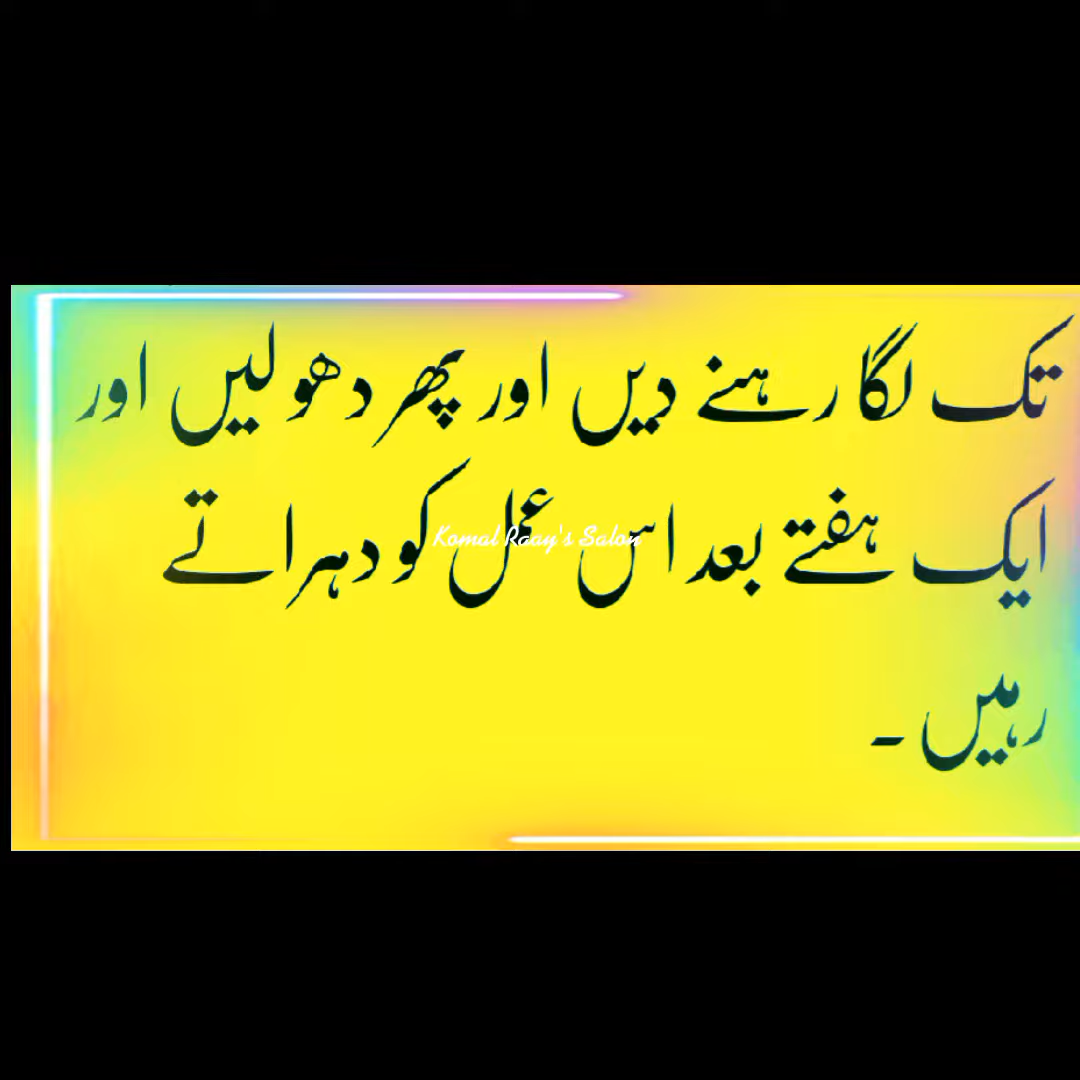 تک لگا رہنے دیں اور پھر دھو لیں اور
ایک ہفتے بعد اس عمل کو دہراتے
Komal Raay's Salon
رہیں ۔